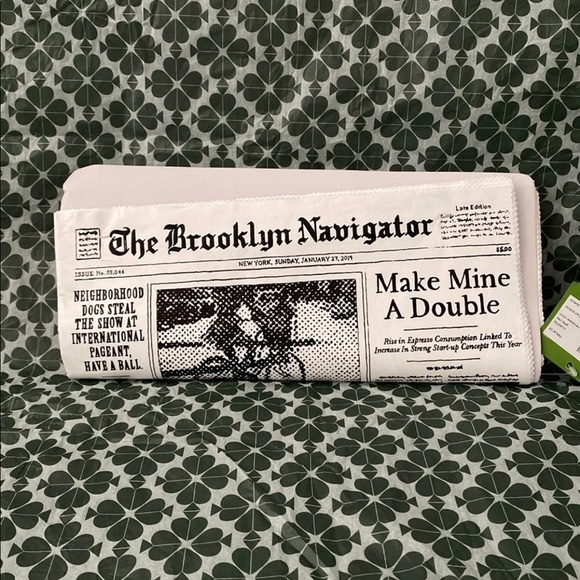 Late Edition
The Brooklyn Navigator
$5.00
NEW YORK, SUNDAY, JANUARY 27, 2019
ISSUE No. 55,044
NEIGHBORHOOD
DOGS STEAL
THE SHOW AT
INTERNATIONAL
PAGEANT,
HAVE A BALL.
Make Mine
A Double
Rise in Espresso Consumption Linked To
Increase In Strong Start-up Concepts This Year